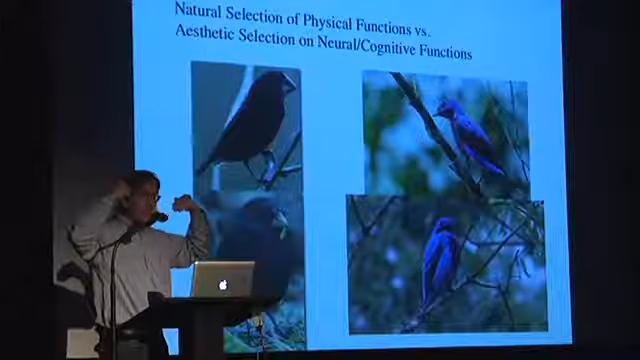 Natural Selection of Physical Functions vs.
Aesthetic Selection on Neural/Cognitive Functions